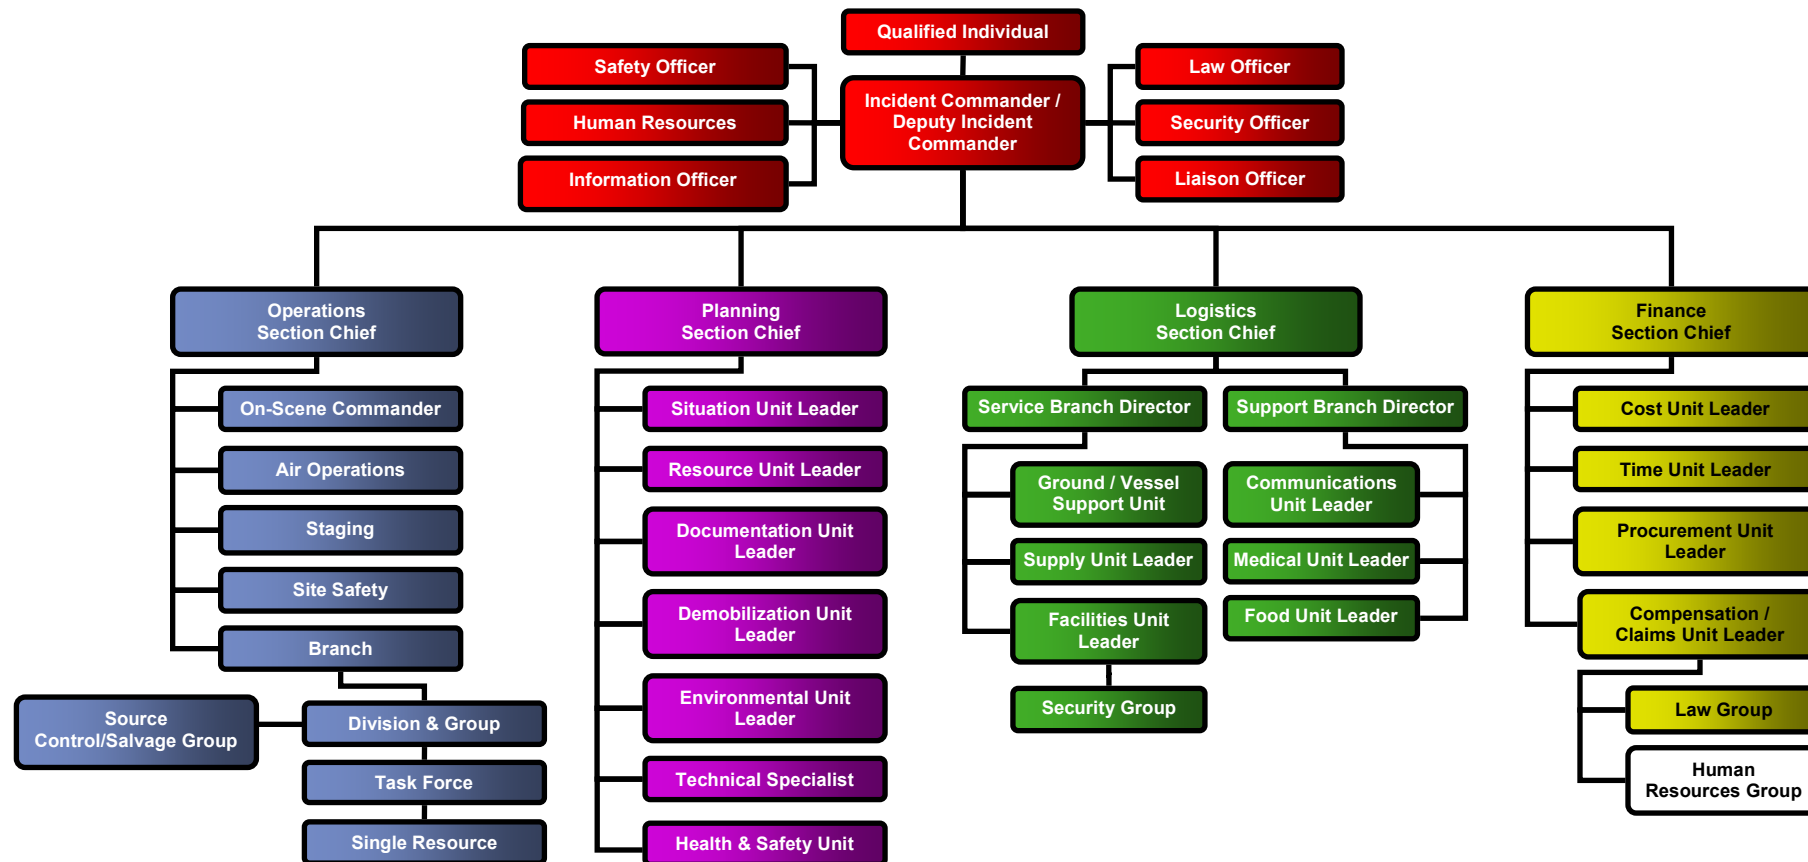 Qualified Individual
Safety Officer
Human Resources
Information Officer
Incident Commander /
Deputy Incident
Commander
Law Officer
Security Officer
Liaison Officer
Operations
Section Chief
On-Scene Commander
Air Operations
Staging
Site Safety
Branch
Source
Control/Salvage Group
Division & Group
Task Force
Single Resource
Planning
Section Chief
Situation Unit Leader
Resource Unit Leader
Documentation Unit
Leader
Demobilization Unit
Leader
Environmental Unit
Leader
Technical Specialist
Health & Safety Unit
Logistics
Section Chief
Service Branch Director
Ground / Vessel
Support Unit
Supply Unit Leader
Facilities Unit
Leader
Security Group
Support Branch Director
Communications
Unit Leader
Medical Unit Leader
Food Unit Leader
Finance
Section Chief
Cost Unit Leader
Time Unit Leader
Procurement Unit
Leader
Compensation /
Claims Unit Leader
Law Group
Human
Resources Group